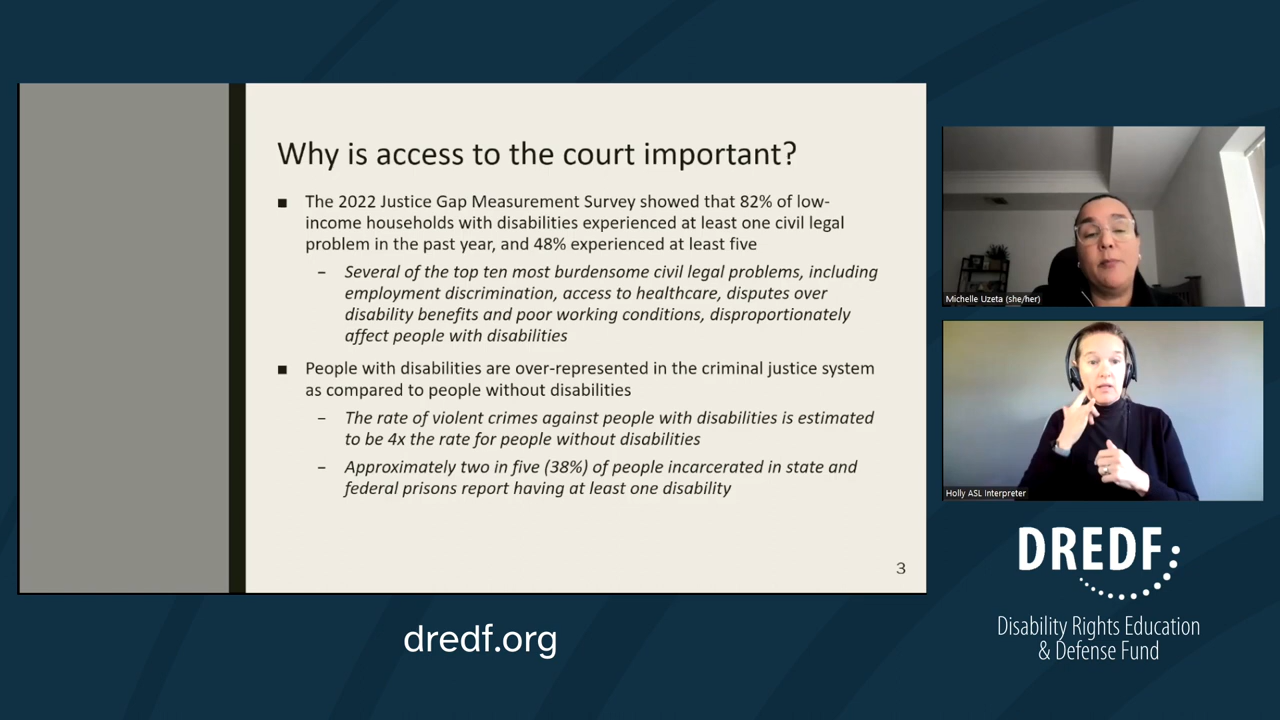 Why is access to the court important?
■ The 2022 Justice Gap Measurement Survey showed that 82% of low-
income households with disabilities experienced at least one civil legal
problem in the past year, and 48% experienced at least five
– Several of the top ten most burdensome civil legal problems, including
employment discrimination, access to healthcare, disputes over
disability benefits and poor working conditions, disproportionately
affect people with disabilities
■ People with disabilities are over-represented in the criminal justice system
as compared to people without disabilities
– The rate of violent crimes against people with disabilities is estimated
to be 4x the rate for people without disabilities
– Approximately two in five (38%) of people incarcerated in state and
federal prisons report having at least one disability
3
Michelle Uzeta (she/her)
Holly ASL Interpreter
DREDF
Disability Rights Education
& Defense Fund
dredf.org